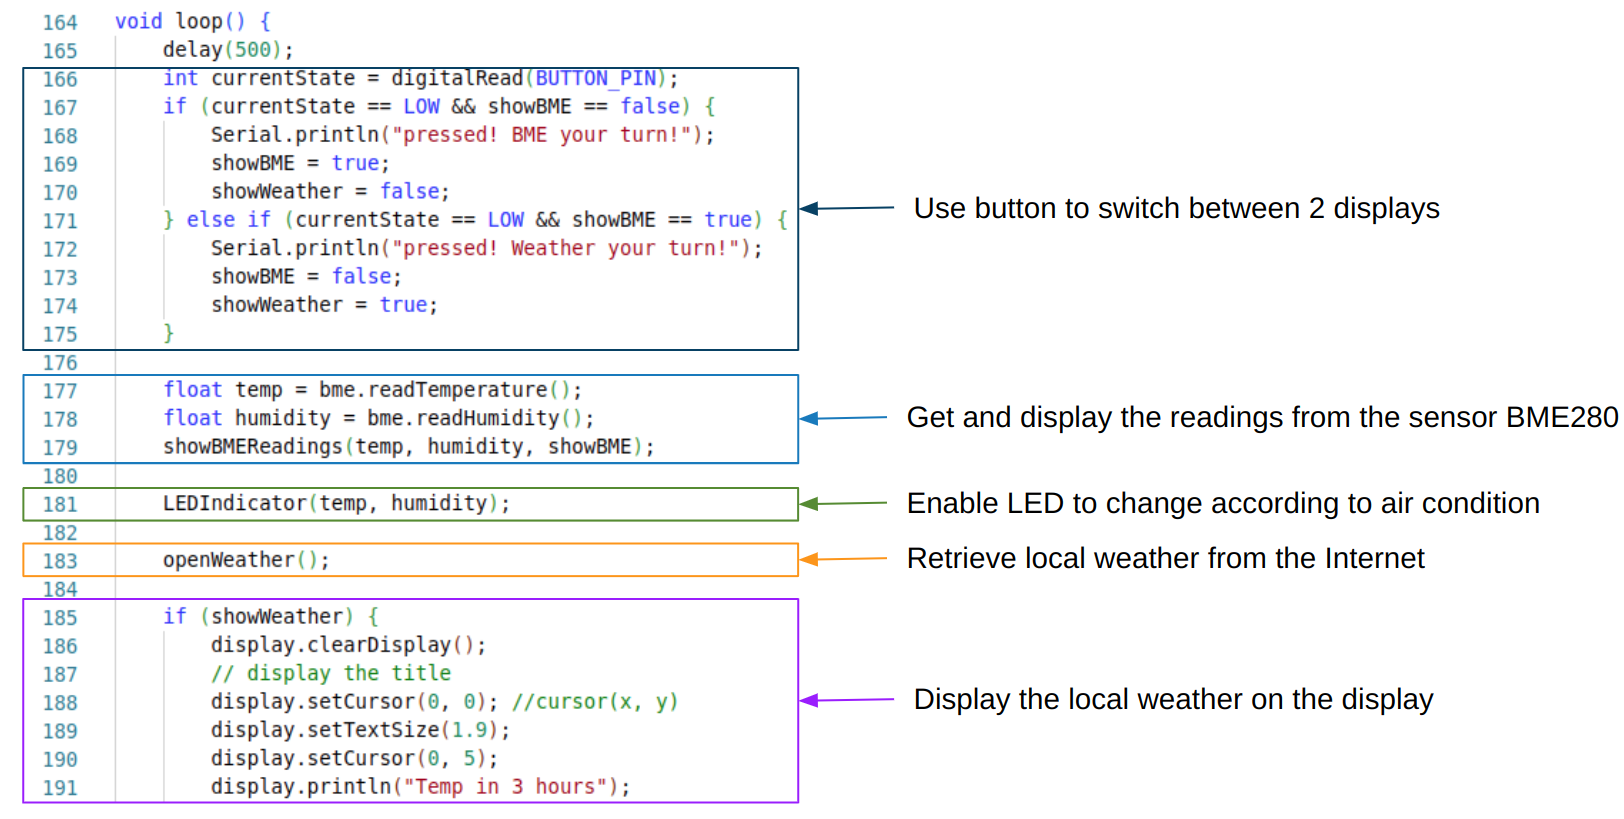 164 void loop() {
165 delay(500);
166 int currentState = digitalRead(BUTTON_PIN);
167 if (currentState == LOW && showBME == false) {
168 Serial.println("pressed! BME your turn!");
169 showBME = true;
170 showWeather = false;
171 } else if (currentState == LOW && showBME == true) {
172 Serial.println("pressed! Weather your turn!");
173 showBME = false;
174 showWeather = true;
175 }
176
177 float temp = bme.readTemperature();
178 float humidity = bme.readHumidity();
179 showBMEReadings(temp, humidity, showBME);
180
181 LEDIndicator(temp, humidity);
182
183 openWeather();
184
185 if (showWeather) {
186 display.clearDisplay();
187 // display the title
188 display.setCursor(0, 0); //cursor(x, y)
189 display.setTextSize(1.9);
190 display.setCursor(0, 5);
191 display.println("Temp in 3 hours");
Use button to switch between 2 displays
Get and display the readings from the sensor BME280
Enable LED to change according to air condition
Retrieve local weather from the Internet
Display the local weather on the display